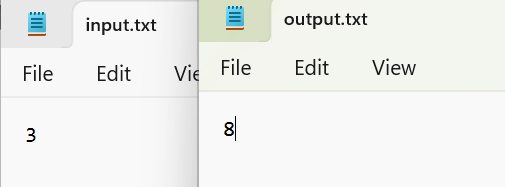 input.txt
File Edit Vie
3
output.txt
File Edit View
8